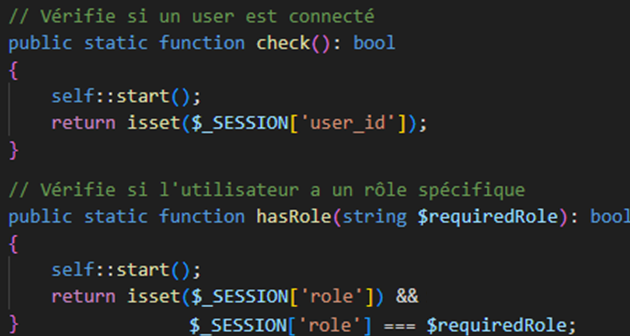 // Vérifie si un user est connecté
public static function check(): bool
{
self::start();
return isset($_SESSION['user_id']);
}
// Vérifie si l'utilisateur a un rôle spécifique
public static function hasRole(string $requiredRole): bool
{
self::start();
return isset($_SESSION['role']) &&
} $_SESSION['role'] === $requiredRole;